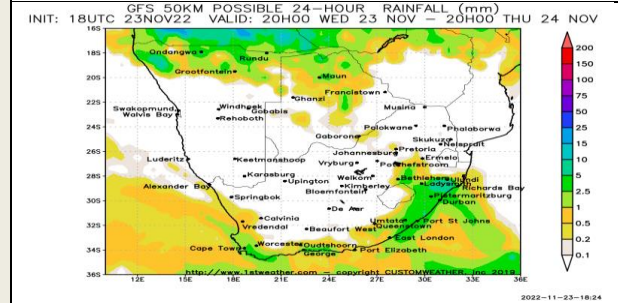 GFS 50KM POSSIBLE 24-HOUR RAINFALL (mm)
INIT: 18UTC 23NOV22 VALID: 20H00 WED 23 NOV – 20H00 THU 24 NOV
16S
18S
20S
22S
24S
26S
28S
30S
32S
34S
36S
Ondongwa
Rundu
Grootfontein
Maun
Ghanzi
Francistown
Swakopmund
Walvis Bay
Windhoek
Gobabis
Rehoboth
Musina
Polokwane
Phalaborwa
Gaborone
Skukuza
Nelspruit
Pretoria
Johannesburg
Ermelo
Luderitz
Keetmanshoop
Vryburg
Potchefstroom
Karasburg
Upington
Welkom
Kimberley
Bloemfontein
Bethlehem
Ladysmith
Ulundi
Richards Bay
Alexander Bay
Springbok
Pietermaritzburg
Durban
De Aar
Calvinia
Vredendal
Beaufort West
Umtata
Queenstown
Port St Johns
East London
Cape Town
Worcester
Oudtshoorn
George
Port Elizabeth
http://www.1stweather.com – copyright CUSTOMWEATHER, inc 2019
12E
15E
18E
21E
24E
27E
30E
33E
36E
200
150
100
75
50
25
15
10
5
2.5
1
0.5
0.2
0.1
2022-11-23-18:24